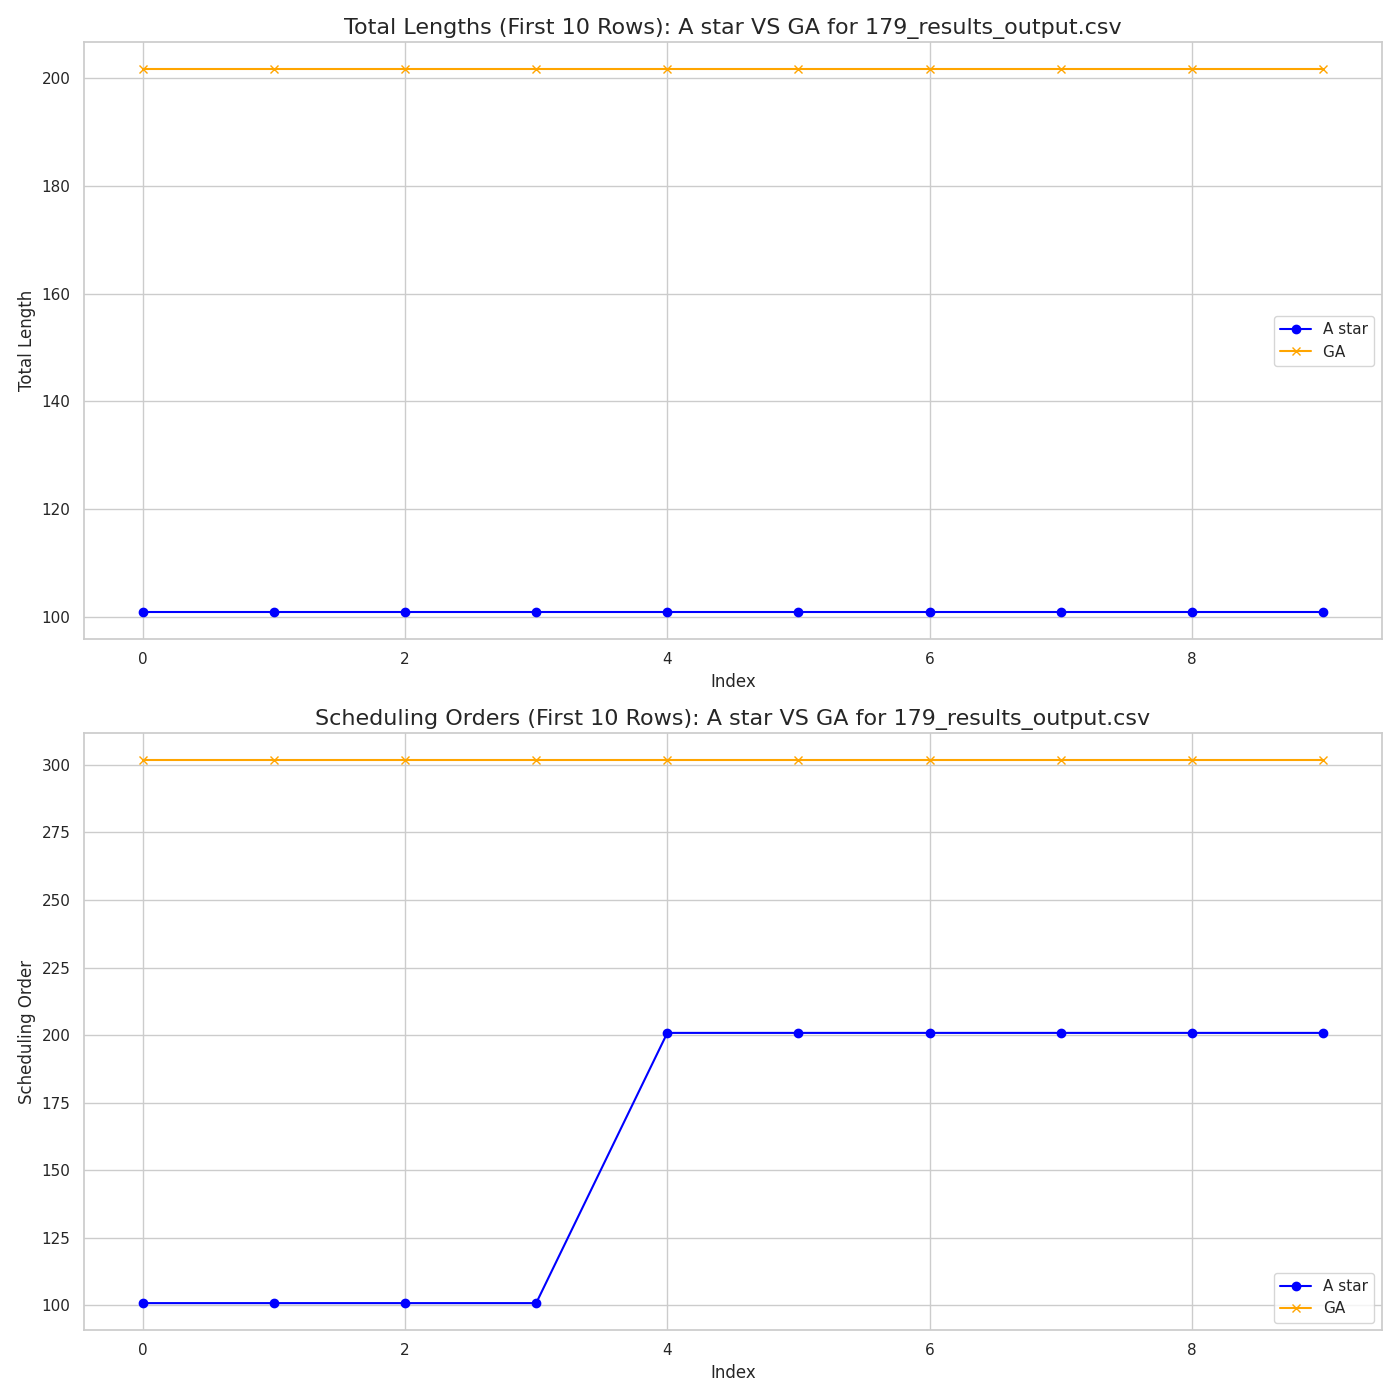 Total Lengths (First 10 Rows): A star VS GA for 179_results_output.csv
200
180
160
140
120
100
Total Length
A star
GA
0 2 4 6 8
Index
Scheduling Orders (First 10 Rows): A star VS GA for 179_results_output.csv
300
275
250
225
200
175
150
125
100
Scheduling Order
A star
GA
0 2 4 6 8
Index